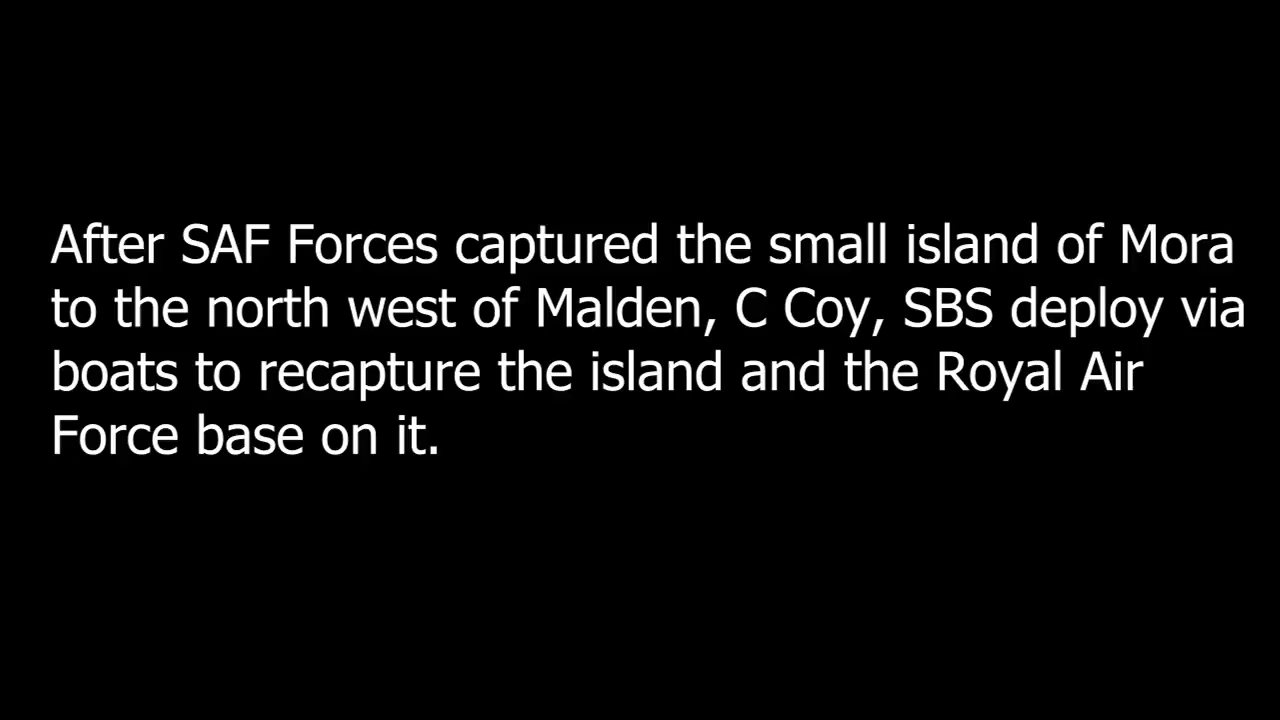 After SAF Forces captured the small island of Mora
to the north west of Malden, C Coy, SBS deploy via
boats to recapture the island and the Royal Air
Force base on it.